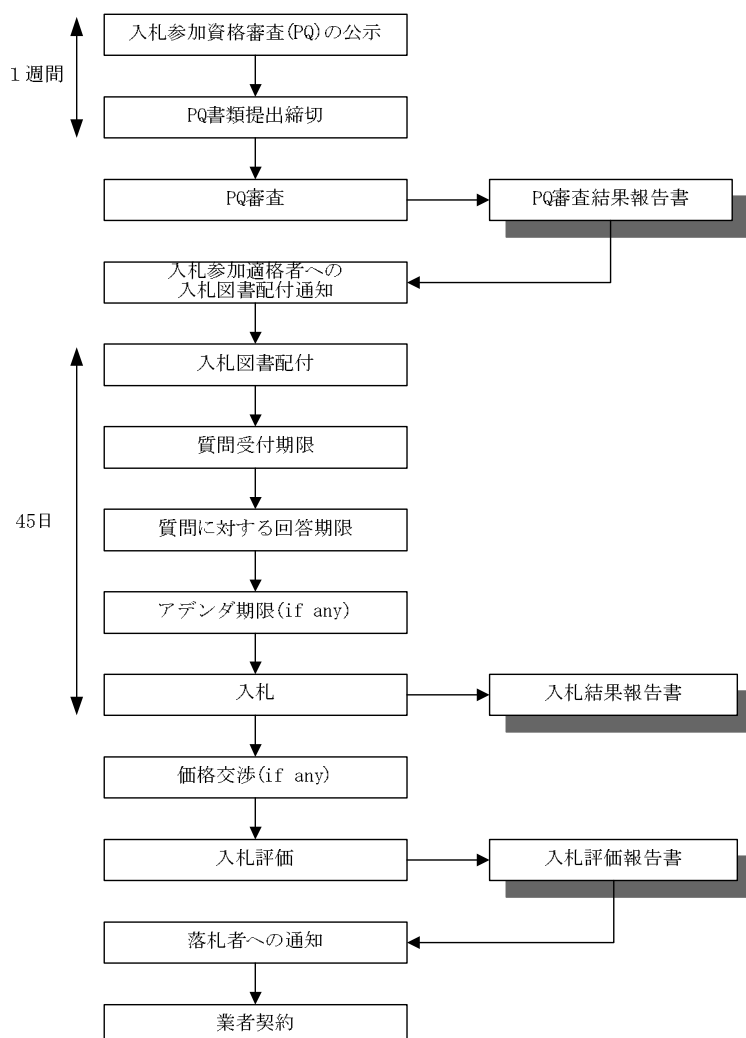 入札参加資格審査(PQ)の公示
１週間
PQ書類提出締切
PQ審査
PQ審査結果報告書
入札参加適格者への
入札図書配付通知
入札図書配付
質問受付期限
45日
質問に対する回答期限
アデンダ期限(if any)
入札
入札結果報告書
価格交渉(if any)
入札評価
入札評価報告書
落札者への通知
業者契約